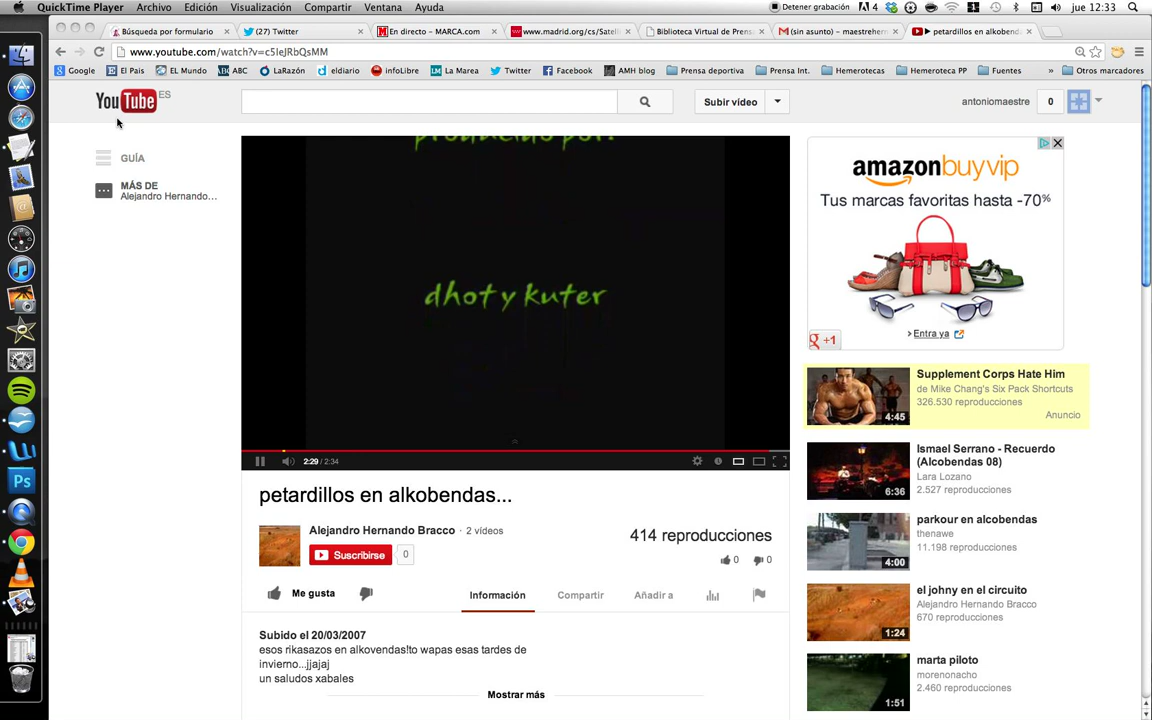 QuickTime Player Archivo Edición Visualización Compartir Ventana Ayuda Detener grabación 4 jue 12:33
Búsqueda por formulario (27) Twitter En directo – MARCA.com www.madrid.org/cs/Satell Biblioteca Virtual de Prens (sin asunto) – maestrehern petardillos en alkobend
www.youtube.com/watch?v=c5IeJRbQsMM
Google El Pais EL Mundo ABC LaRazón eldiario infoLibre La Marea Twitter Facebook AMH blog Prensa deportiva Prensa Int. Hemerotecas Hemeroteca PP Fuentes » Otros marcadores
YouTube ES
Subir vídeo
antoniomaestre 0
GUÍA
MÁS DE
Alejandro Hernando...
producido por:
dhot y kuter
2:29 / 2:34
amazonbuyvip
Tus marcas favoritas hasta -70%
> Entra ya
g +1
petardillos en alkobendas...
Alejandro Hernando Bracco · 2 vídeos
Suscribirse 0
414 reproducciones
0 0
Me gusta
Información Compartir Añadir a
Subido el 20/03/2007
esos rikasazos en alkovendas!to wapas esas tardes de
invierno...jjajaj
un saludos xabales
Mostrar más
Supplement Corps Hate Him
de Mike Chang's Six Pack Shortcuts
326.530 reproducciones
Anuncio
4:45
Ismael Serrano - Recuerdo
(Alcobendas 08)
Lara Lozano
2.527 reproducciones
6:36
parkour en alcobendas
thenawe
11.198 reproducciones
4:00
el johny en el circuito
Alejandro Hernando Bracco
670 reproducciones
1:24
marta piloto
morenonacho
2.460 reproducciones
1:51
Ps